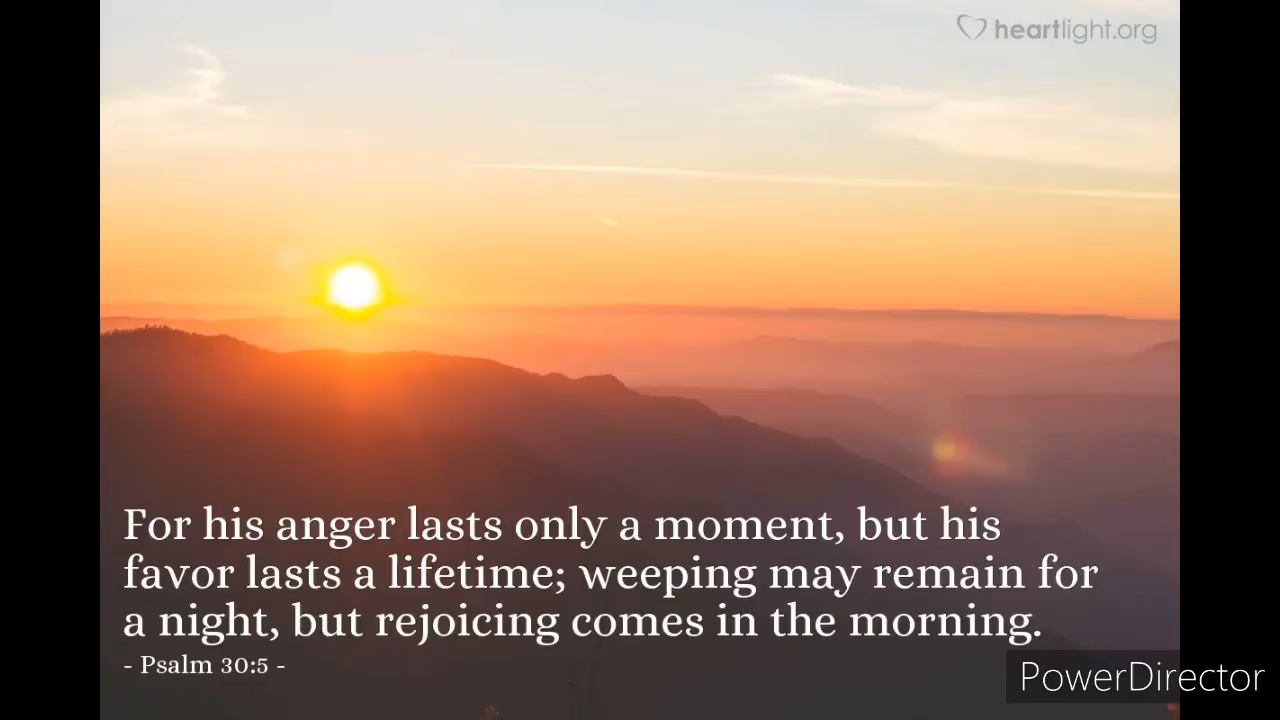 heartlight.org
For his anger lasts only a moment, but his
favor lasts a lifetime; weeping may remain for
a night, but rejoicing comes in the morning.
- Psalm 30:5 -
PowerDirector